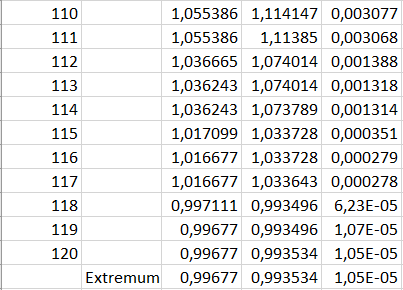 110 1,055386 1,114147 0,003077
111 1,055386 1,11385 0,003068
112 1,036665 1,074014 0,001388
113 1,036243 1,074014 0,001318
114 1,036243 1,073789 0,001314
115 1,017099 1,033728 0,000351
116 1,016677 1,033728 0,000279
117 1,016677 1,033643 0,000278
118 0,997111 0,993496 6,23E-05
119 0,99677 0,993496 1,07E-05
120 0,99677 0,993534 1,05E-05
Extremum 0,99677 0,993534 1,05E-05